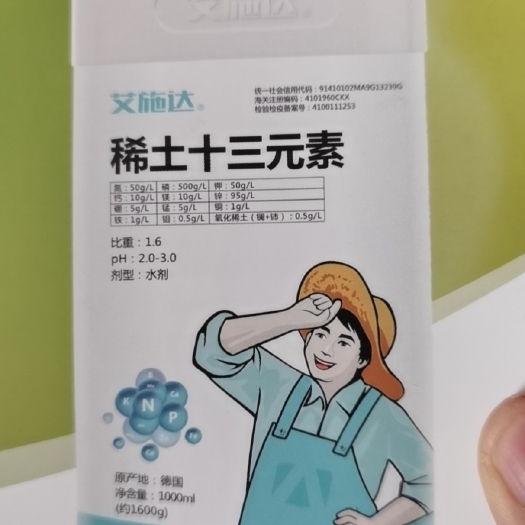 艾施达
艾施达®
统一社会信用代码：91410102MA9G13239G
海关注册编码：4101960CXX
检验检疫备案号：4100111253
稀土十三元素
氮：50g/L 磷：500g/L 钾：50g/L
钙：10g/L 镁：10g/L 锌：95g/L
硼：5g/L 锰：5g/L 铜：1g/L
铁：1g/L 钼：0.5g/L 氧化稀土（镧+铈）：0.5g/L
比重：1.6
pH：2.0-3.0
剂型：水剂
K N P
原产地：德国
净含量：1000ml
(约1600g)